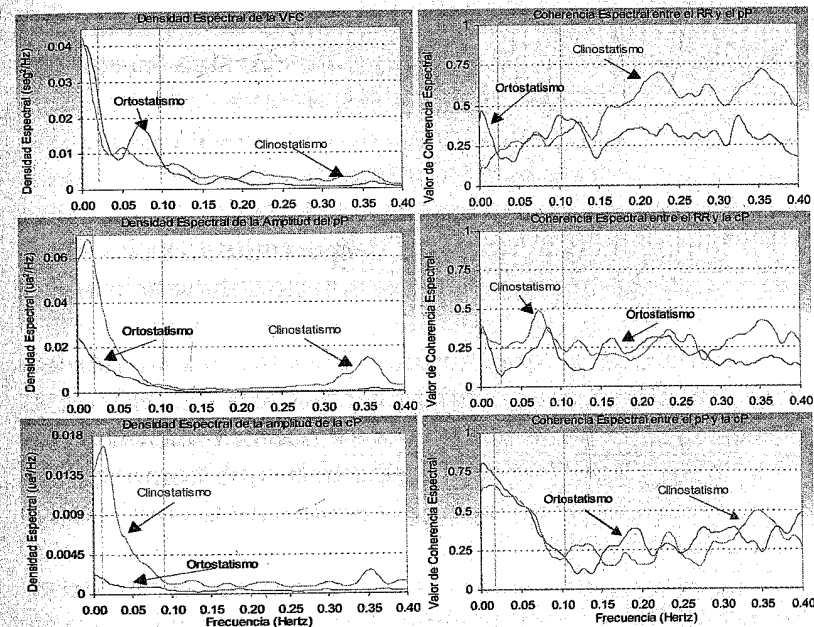 Densidad Espectral de la VFC
Densidad Espectral (seg²/Hz)
0.04
0.03
0.02
0.01
0
Ortostatismo
Clinostatismo
0.00 0.05 0.10 0.15 0.20 0.25 0.30 0.35 0.40
Coherencia Espectral entre el RR y el pP
Valor de Coherencia Espectral
1
0.75
0.5
0.25
0
Clinostatismo
Ortostatismo
0.00 0.05 0.10 0.15 0.20 0.25 0.30 0.35 0.40
Densidad Espectral de la Amplitud del pP
Densidad Espectral (ua²/Hz)
0.06
0.04
0.02
0
Ortostatismo
Clinostatismo
0.00 0.05 0.10 0.15 0.20 0.25 0.30 0.35 0.40
Coherencia Espectral entre el RR y la cP
Valor de Coherencia Espectral
1
0.75
0.5
0.25
0
Clinostatismo
Ortostatismo
0.00 0.05 0.10 0.15 0.20 0.25 0.30 0.35 0.40
Densidad Espectral de la amplitud de la cP
Densidad Espectral (ua²/Hz)
0.018
0.0135
0.009
0.0045
0
Clinostatismo
Ortostatismo
0.00 0.05 0.10 0.15 0.20 0.25 0.30 0.35 0.40
Frecuencia (Hertz)
Coherencia Espectral entre el pP y la cP
Valor de Coherencia Espectral
1
0.75
0.5
0.25
0
Ortostatismo
Clinostatismo
0.00 0.05 0.10 0.15 0.20 0.25 0.30 0.35 0.40
Frecuencia (Hertz)